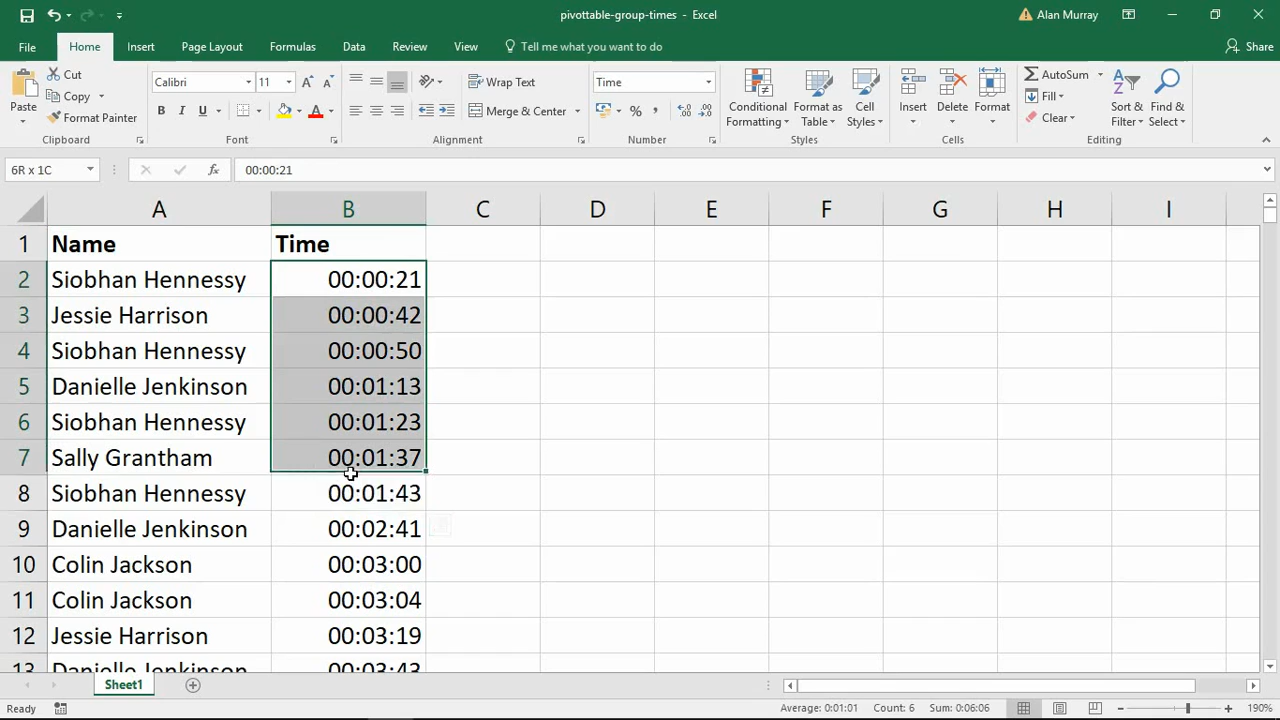 pivottable-group-times - Excel
Alan Murray
File Home Insert Page Layout Formulas Data Review View Tell me what you want to do Share
Paste
Cut
Copy
Format Painter
Clipboard
Calibri 11
B I U
Font
Wrap Text
Merge & Center
Alignment
Time
Number
Conditional Formatting
Format as Table
Cell Styles
Styles
Insert
Delete
Format
Cells
AutoSum
Fill
Clear
Sort & Filter
Find & Select
Editing
6R x 1C fx 00:00:21
A B C D E F G H I
1 Name Time
2 Siobhan Hennessy 00:00:21
3 Jessie Harrison 00:00:42
4 Siobhan Hennessy 00:00:50
5 Danielle Jenkinson 00:01:13
6 Siobhan Hennessy 00:01:23
7 Sally Grantham 00:01:37
8 Siobhan Hennessy 00:01:43
9 Danielle Jenkinson 00:02:41
10 Colin Jackson 00:03:00
11 Colin Jackson 00:03:04
12 Jessie Harrison 00:03:19
13 Danielle Jenkinson 00:03:43
Sheet1
Ready Average: 0:01:01 Count: 6 Sum: 0:06:06 190%